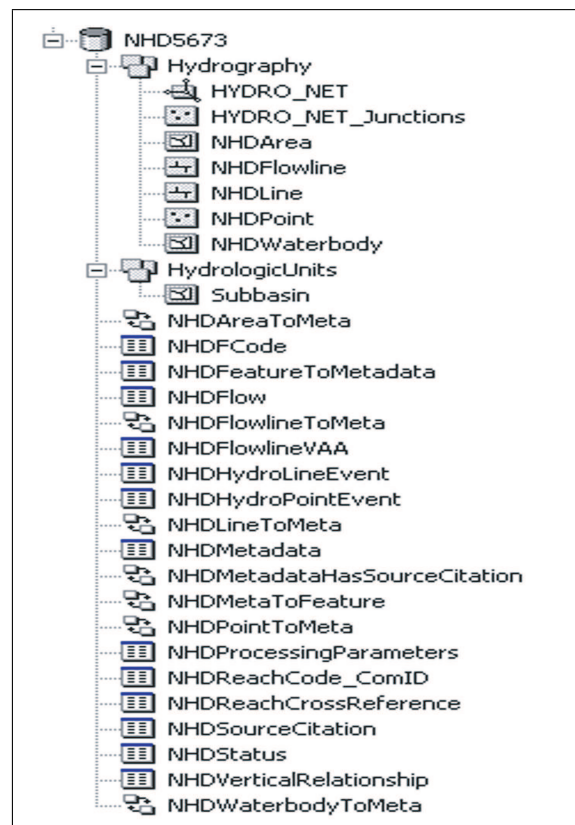 NHD5673
Hydrography
HYDRO_NET
HYDRO_NET_Junctions
NHDArea
NHDFlowline
NHDLine
NHDPoint
NHDWaterbody
HydrologicUnits
Subbasin
NHDAreaToMeta
NHDFCode
NHDFeatureToMetadata
NHDFlow
NHDFlowlineToMeta
NHDFlowlineVAA
NHDHydroLineEvent
NHDHydroPointEvent
NHDLineToMeta
NHDMetadata
NHDMetadataHasSourceCitation
NHDMetaToFeature
NHDPointToMeta
NHDProcessingParameters
NHDReachCode_ComID
NHDReachCrossReference
NHDSourceCitation
NHDStatus
NHDVerticalRelationship
NHDWaterbodyToMeta